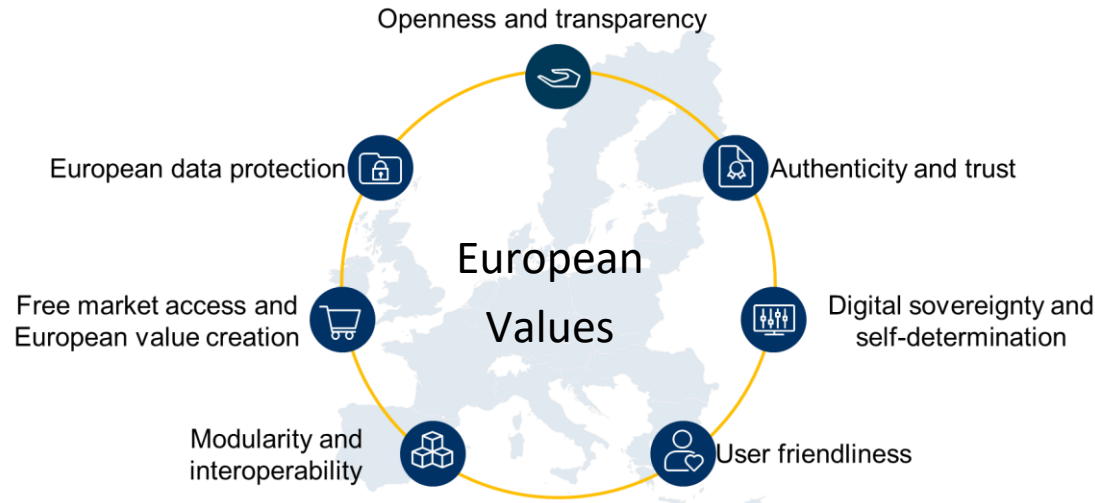 Openness and transparency
European data protection
Authenticity and trust
European
Values
Free market access and
European value creation
Digital sovereignty and
self-determination
Modularity and
interoperability
User friendliness